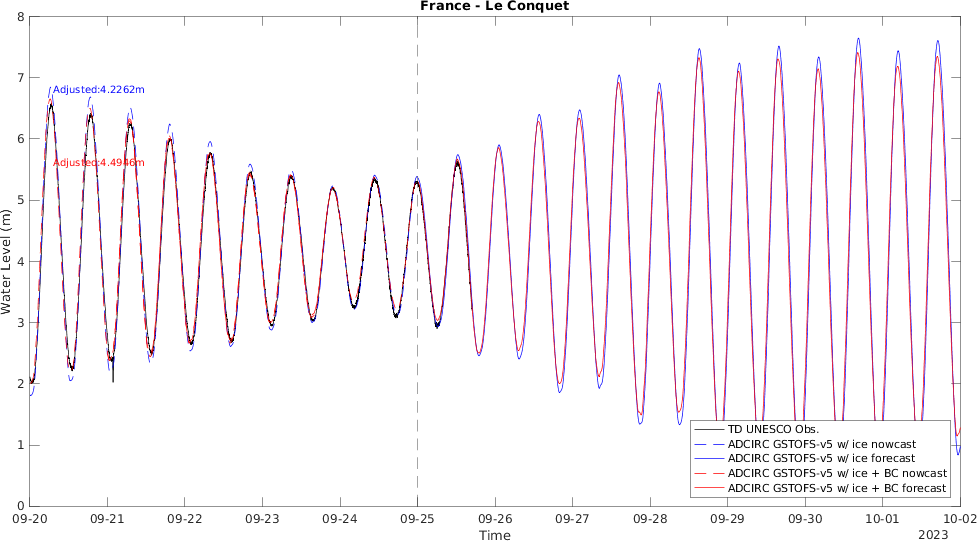 France - Le Conquet
8
7
6
5
4
3
2
1
0
Water Level (m)
Adjusted:4.2262m
Adjusted:4.4946m
TD UNESCO Obs.
ADCIRC GSTOFS-v5 w/ ice nowcast
ADCIRC GSTOFS-v5 w/ ice forecast
ADCIRC GSTOFS-v5 w/ ice + BC nowcast
ADCIRC GSTOFS-v5 w/ ice + BC forecast
09-20 09-21 09-22 09-23 09-24 09-25 09-26 09-27 09-28 09-29 09-30 10-01 10-02
Time
2023